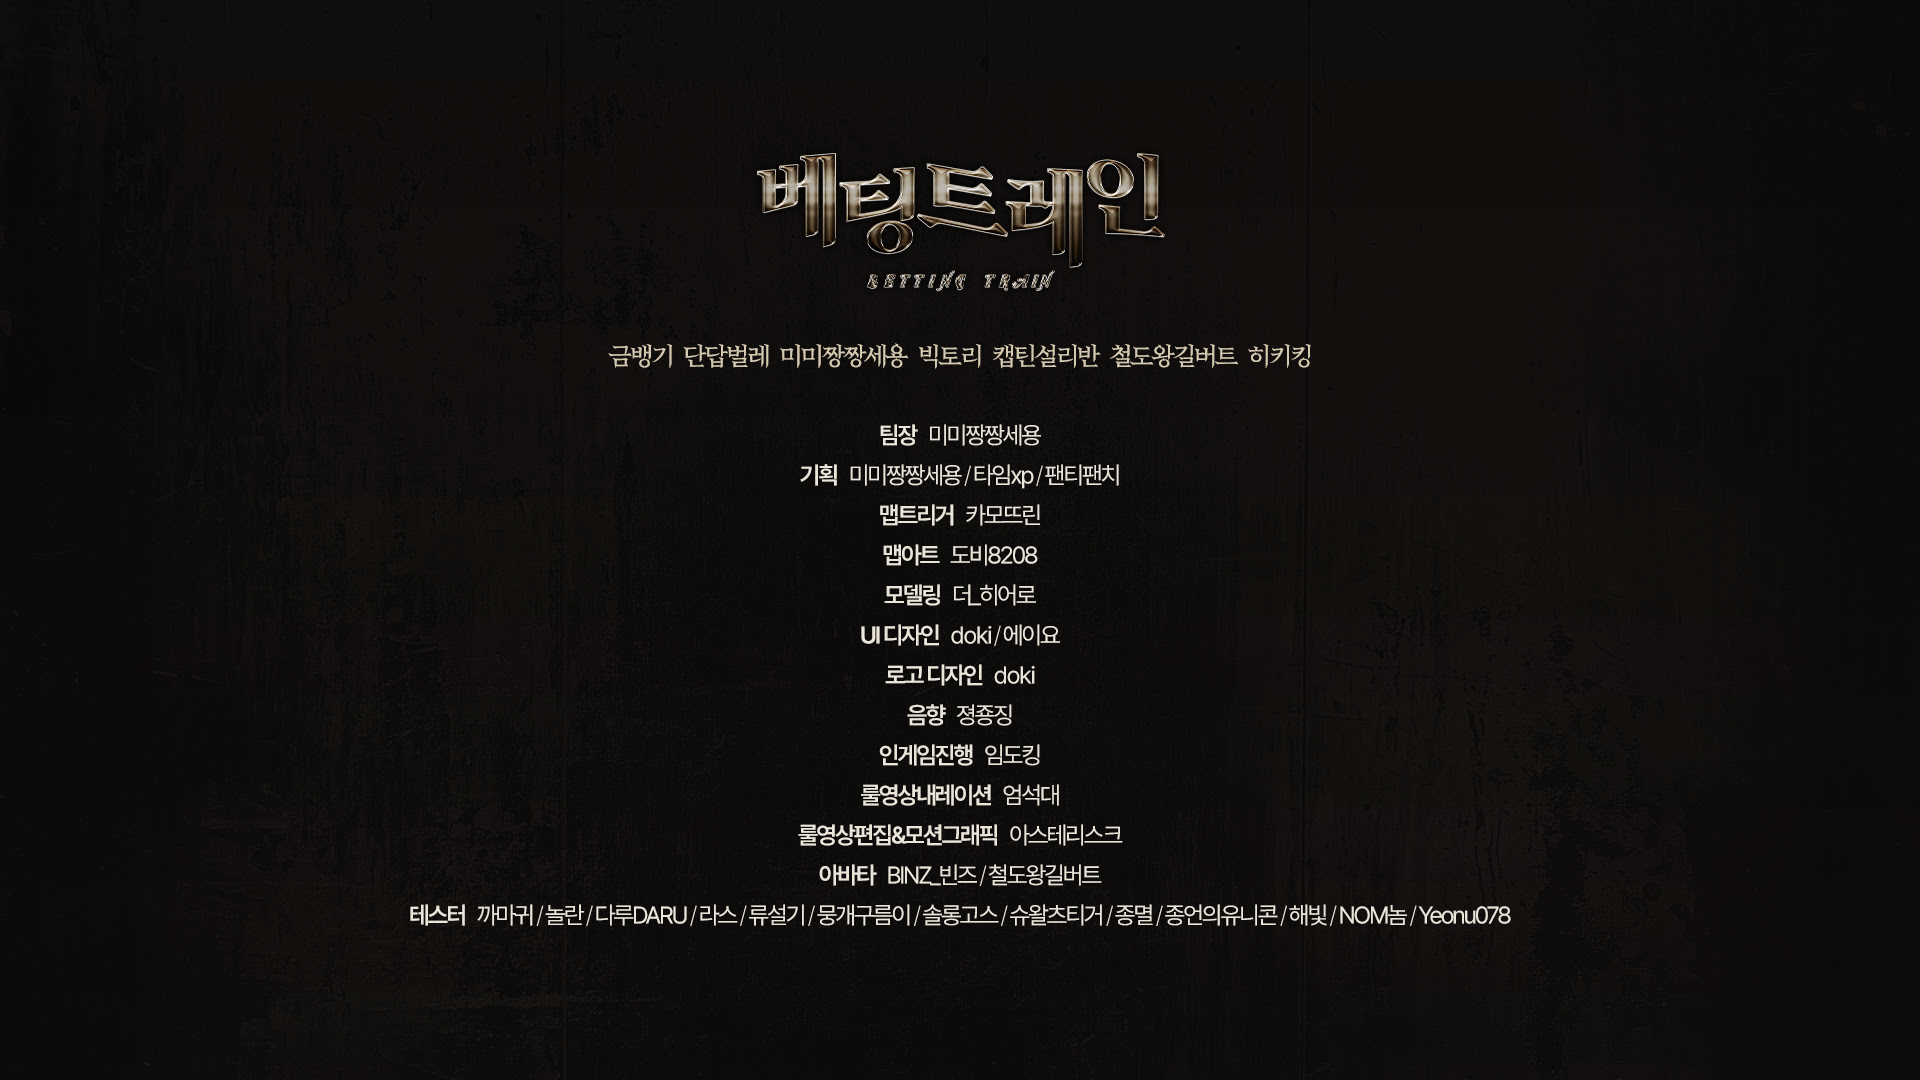 베팅트레인
BETTING TRAIN
금뱅기 단답벌레 미미짱짱세용 빅토리 캡틴설리반 철도왕길버트 히키킹
팀장 미미짱짱세용
기획 미미짱짱세용 / 타임xp / 팬티팬치
맵트리거 카모뜨린
맵아트 도비8208
모델링 더_히어로
UI 디자인 doki / 에이요
로고 디자인 doki
음향 졍죵징
인게임진행 임도킹
룰영상내레이션 엄석대
룰영상편집&모션그래픽 아스테리스크
아바타 BINZ_빈즈 / 철도왕길버트
테스터 까마귀 / 놀란 / 다루DARU / 라스 / 류설기 / 뭉개구름이 / 솔롱고스 / 슈왈츠티거 / 종멸 / 종언의유니콘 / 해빛 / NOM놈 / Yeonu078